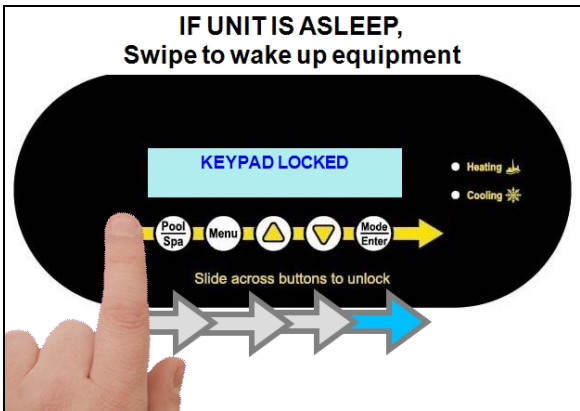 IF UNIT IS ASLEEP,
Swipe to wake up equipment
KEYPAD LOCKED
Heating
Cooling
Pool
Spa
Menu
Mode
Enter
Slide across buttons to unlock